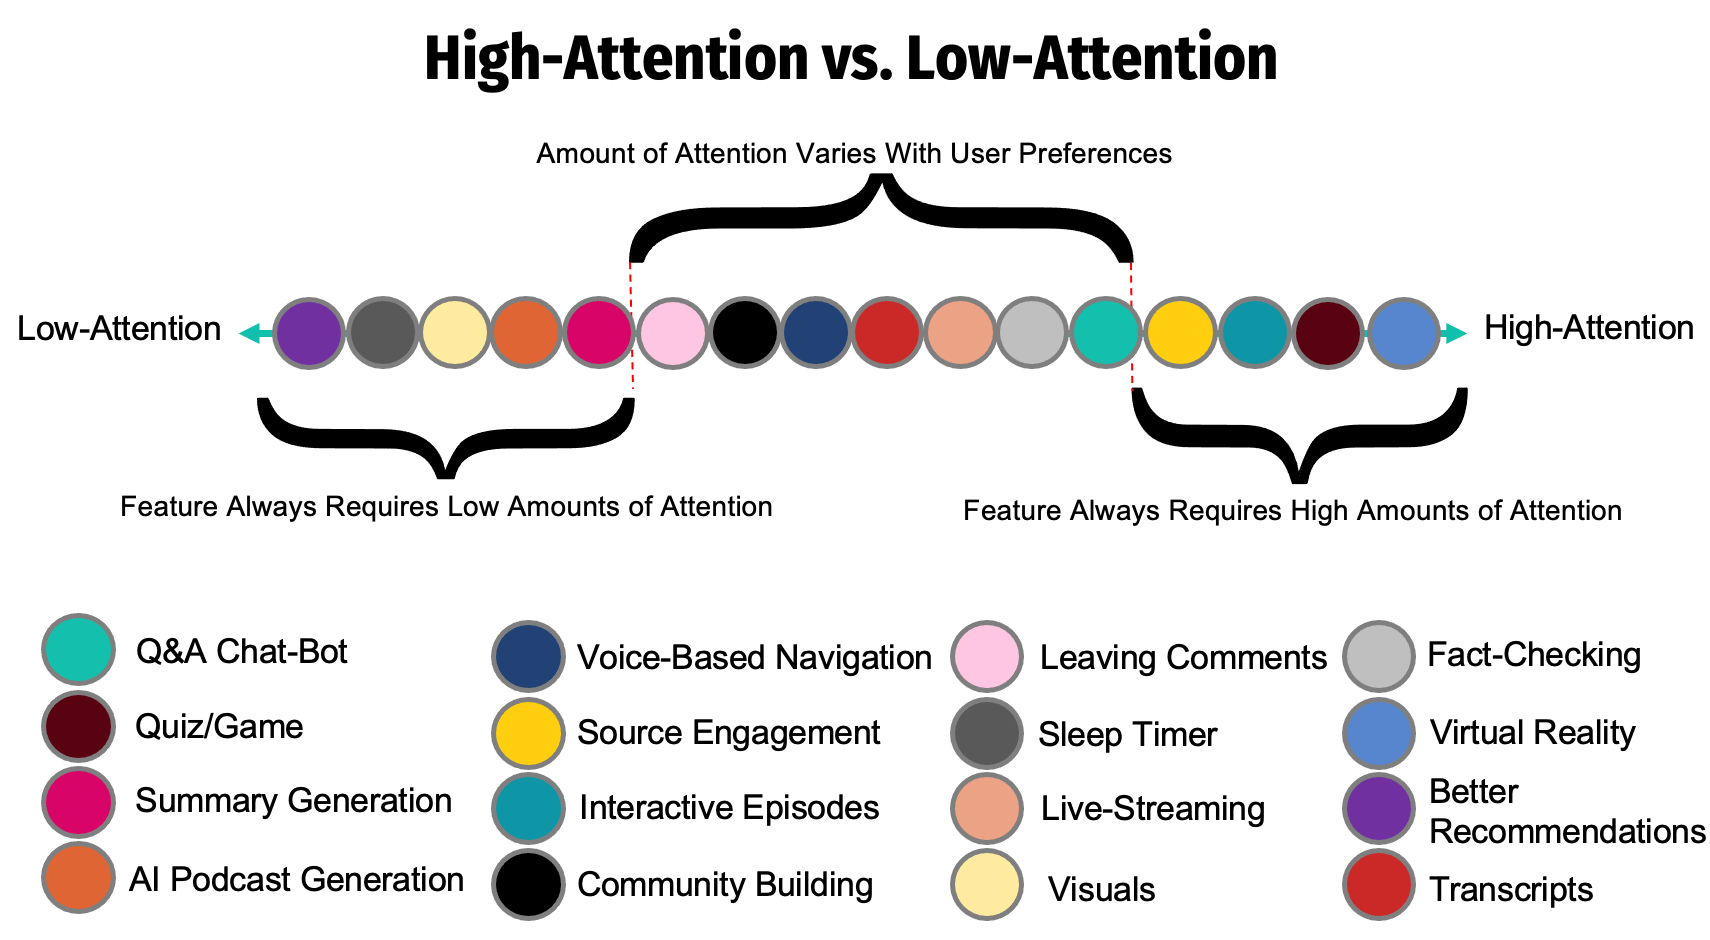 High-Attention vs. Low-Attention
Amount of Attention Varies With User Preferences
Low-Attention
High-Attention
Feature Always Requires Low Amounts of Attention
Feature Always Requires High Amounts of Attention
Q&A Chat-Bot
Quiz/Game
Summary Generation
AI Podcast Generation
Voice-Based Navigation
Source Engagement
Interactive Episodes
Community Building
Leaving Comments
Sleep Timer
Live-Streaming
Visuals
Fact-Checking
Virtual Reality
Better
Recommendations
Transcripts